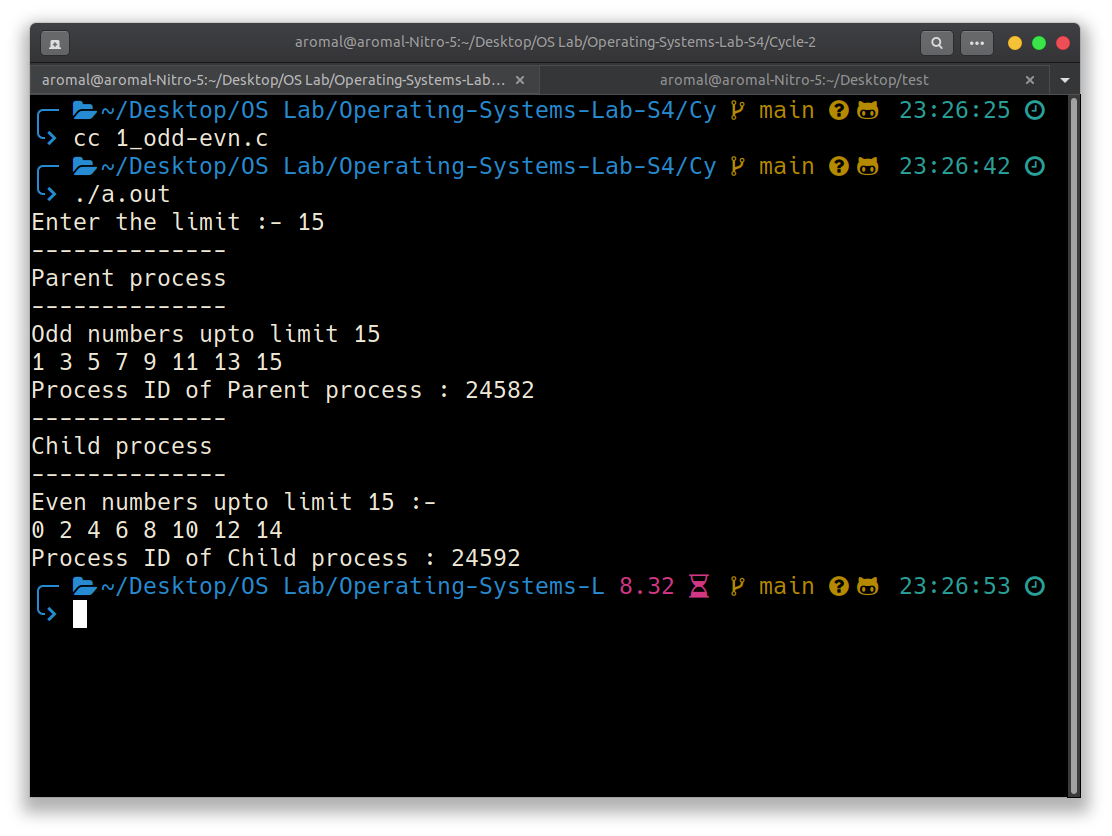 aromal@aromal-Nitro-5:~/Desktop/OS Lab/Operating-Systems-Lab-S4/Cycle-2
aromal@aromal-Nitro-5:~/Desktop/OS Lab/Operating-Systems-Lab... × aromal@aromal-Nitro-5:~/Desktop/test ×
~/Desktop/OS Lab/Operating-Systems-Lab-S4/Cy main 23:26:25
cc 1_odd-evn.c
~/Desktop/OS Lab/Operating-Systems-Lab-S4/Cy main 23:26:42
./a.out
Enter the limit :- 15
--------------
Parent process
--------------
Odd numbers upto limit 15
1 3 5 7 9 11 13 15
Process ID of Parent process : 24582
--------------
Child process
--------------
Even numbers upto limit 15 :-
0 2 4 6 8 10 12 14
Process ID of Child process : 24592
~/Desktop/OS Lab/Operating-Systems-L 8.32 main 23:26:53